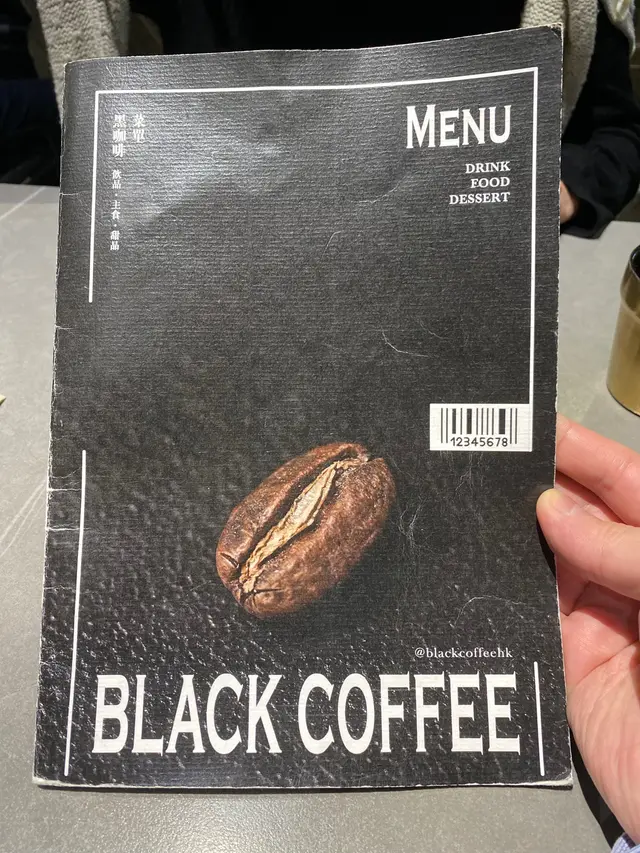 菜單
黑咖啡 飲品 主食·甜品
MENU
DRINK
FOOD
DESSERT
12345678
@blackcoffeehk
BLACK COFFEE